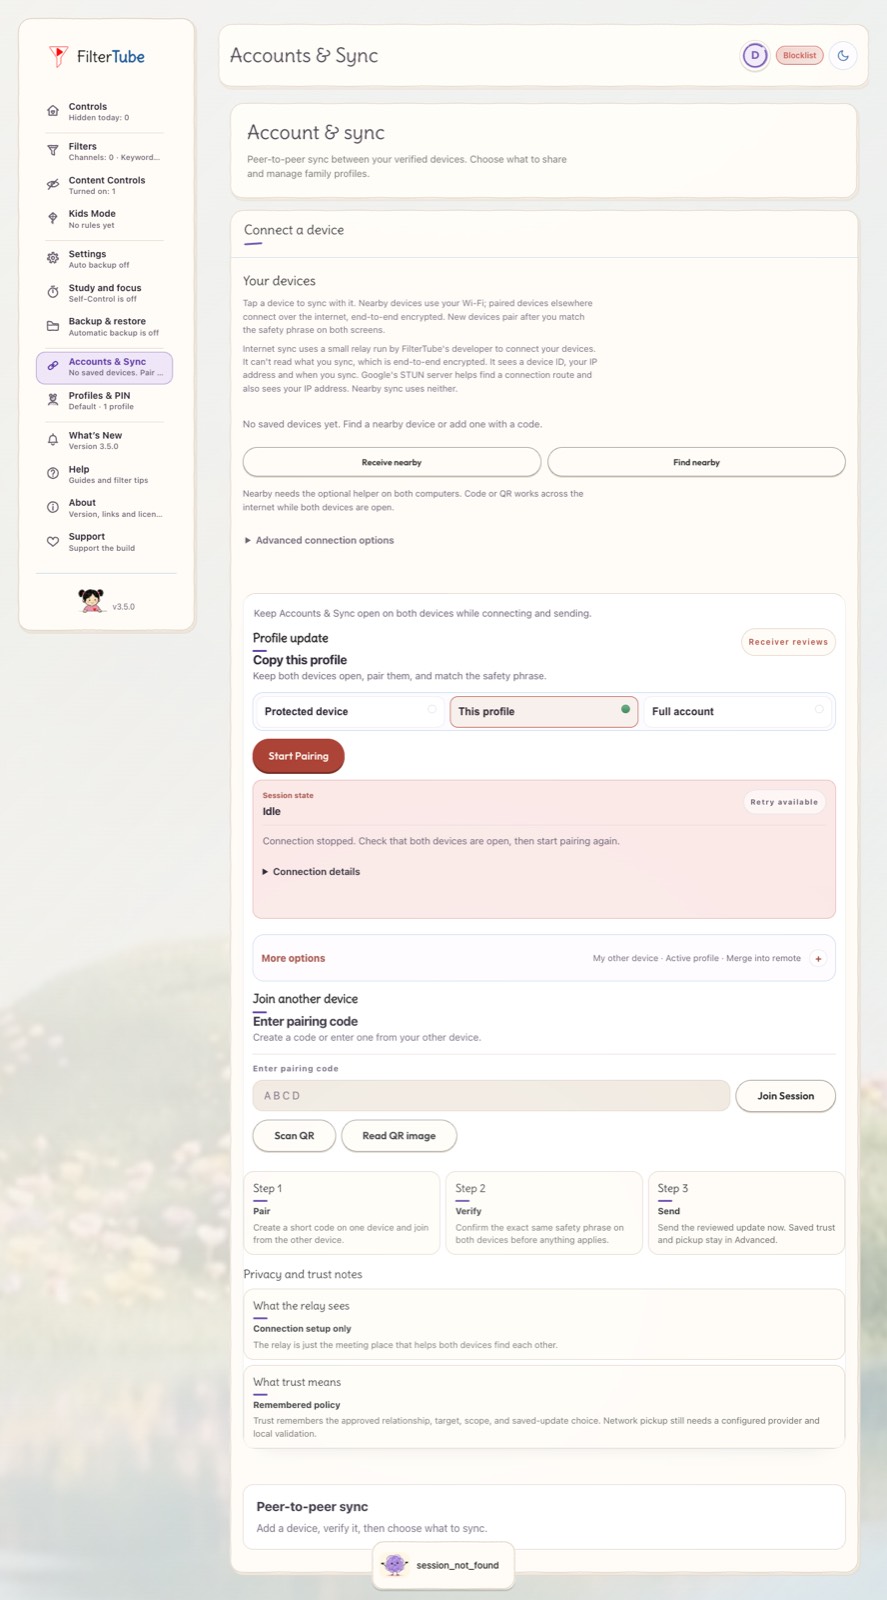 FilterTube
Controls
Hidden today: 0
Filters
Channels: 0 · Keyword...
Content Controls
Turned on: 1
Kids Mode
No rules yet
Settings
Auto backup off
Study and focus
Self-Control is off
Backup & restore
Automatic backup is off
Accounts & Sync
No saved devices. Pair ...
Profiles & PIN
Default · 1 profile
What's New
Version 3.5.0
Help
Guides and filter tips
About
Version, links and licen...
Support
Support the build
v3.5.0
Accounts & Sync
D
Blocklist
Account & sync
Peer-to-peer sync between your verified devices. Choose what to share
and manage family profiles.
Connect a device
Your devices
Tap a device to sync with it. Nearby devices use your Wi-Fi; paired devices elsewhere
connect over the internet, end-to-end encrypted. New devices pair after you match
the safety phrase on both screens.
Internet sync uses a small relay run by FilterTube's developer to connect your devices.
It can't read what you sync, which is end-to-end encrypted. It sees a device ID, your IP
address and when you sync. Google's STUN server helps find a connection route and
also sees your IP address. Nearby sync uses neither.
No saved devices yet. Find a nearby device or add one with a code.
Receive nearby
Find nearby
Nearby needs the optional helper on both computers. Code or QR works across the
internet while both devices are open.
Advanced connection options
Keep Accounts & Sync open on both devices while connecting and sending.
Profile update
Receiver reviews
Copy this profile
Keep both devices open, pair them, and match the safety phrase.
Protected device
This profile
Full account
Start Pairing
Session state
Idle
Retry available
Connection stopped. Check that both devices are open, then start pairing again.
Connection details
More options
My other device · Active profile · Merge into remote
+
Join another device
Enter pairing code
Create a code or enter one from your other device.
Enter pairing code
ABCD
Join Session
Scan QR
Read QR image
Step 1
Pair
Create a short code on one device and join
from the other device.
Step 2
Verify
Confirm the exact same safety phrase on
both devices before anything applies.
Step 3
Send
Send the reviewed update now. Saved trust
and pickup stay in Advanced.
Privacy and trust notes
What the relay sees
Connection setup only
The relay is just the meeting place that helps both devices find each other.
What trust means
Remembered policy
Trust remembers the approved relationship, target, scope, and saved-update choice. Network pickup still needs a configured provider and
local validation.
Peer-to-peer sync
Add a device, verify it, then choose what to sync.
session_not_found